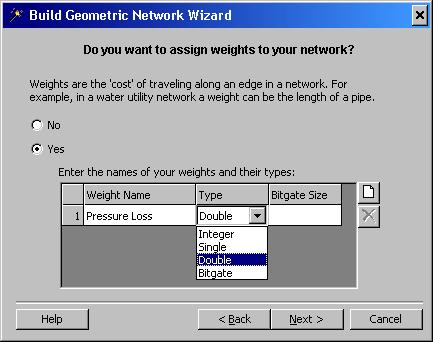 Build Geometric Network Wizard
Do you want to assign weights to your network?
Weights are the 'cost' of traveling along an edge in a network. For
example, in a water utility network a weight can be the length of a pipe.
No
Yes
Enter the names of your weights and their types:
Weight Name Type Bitgate Size
1 Pressure Loss Double
Integer
Single
Double
Bitgate
Help < Back Next > Cancel